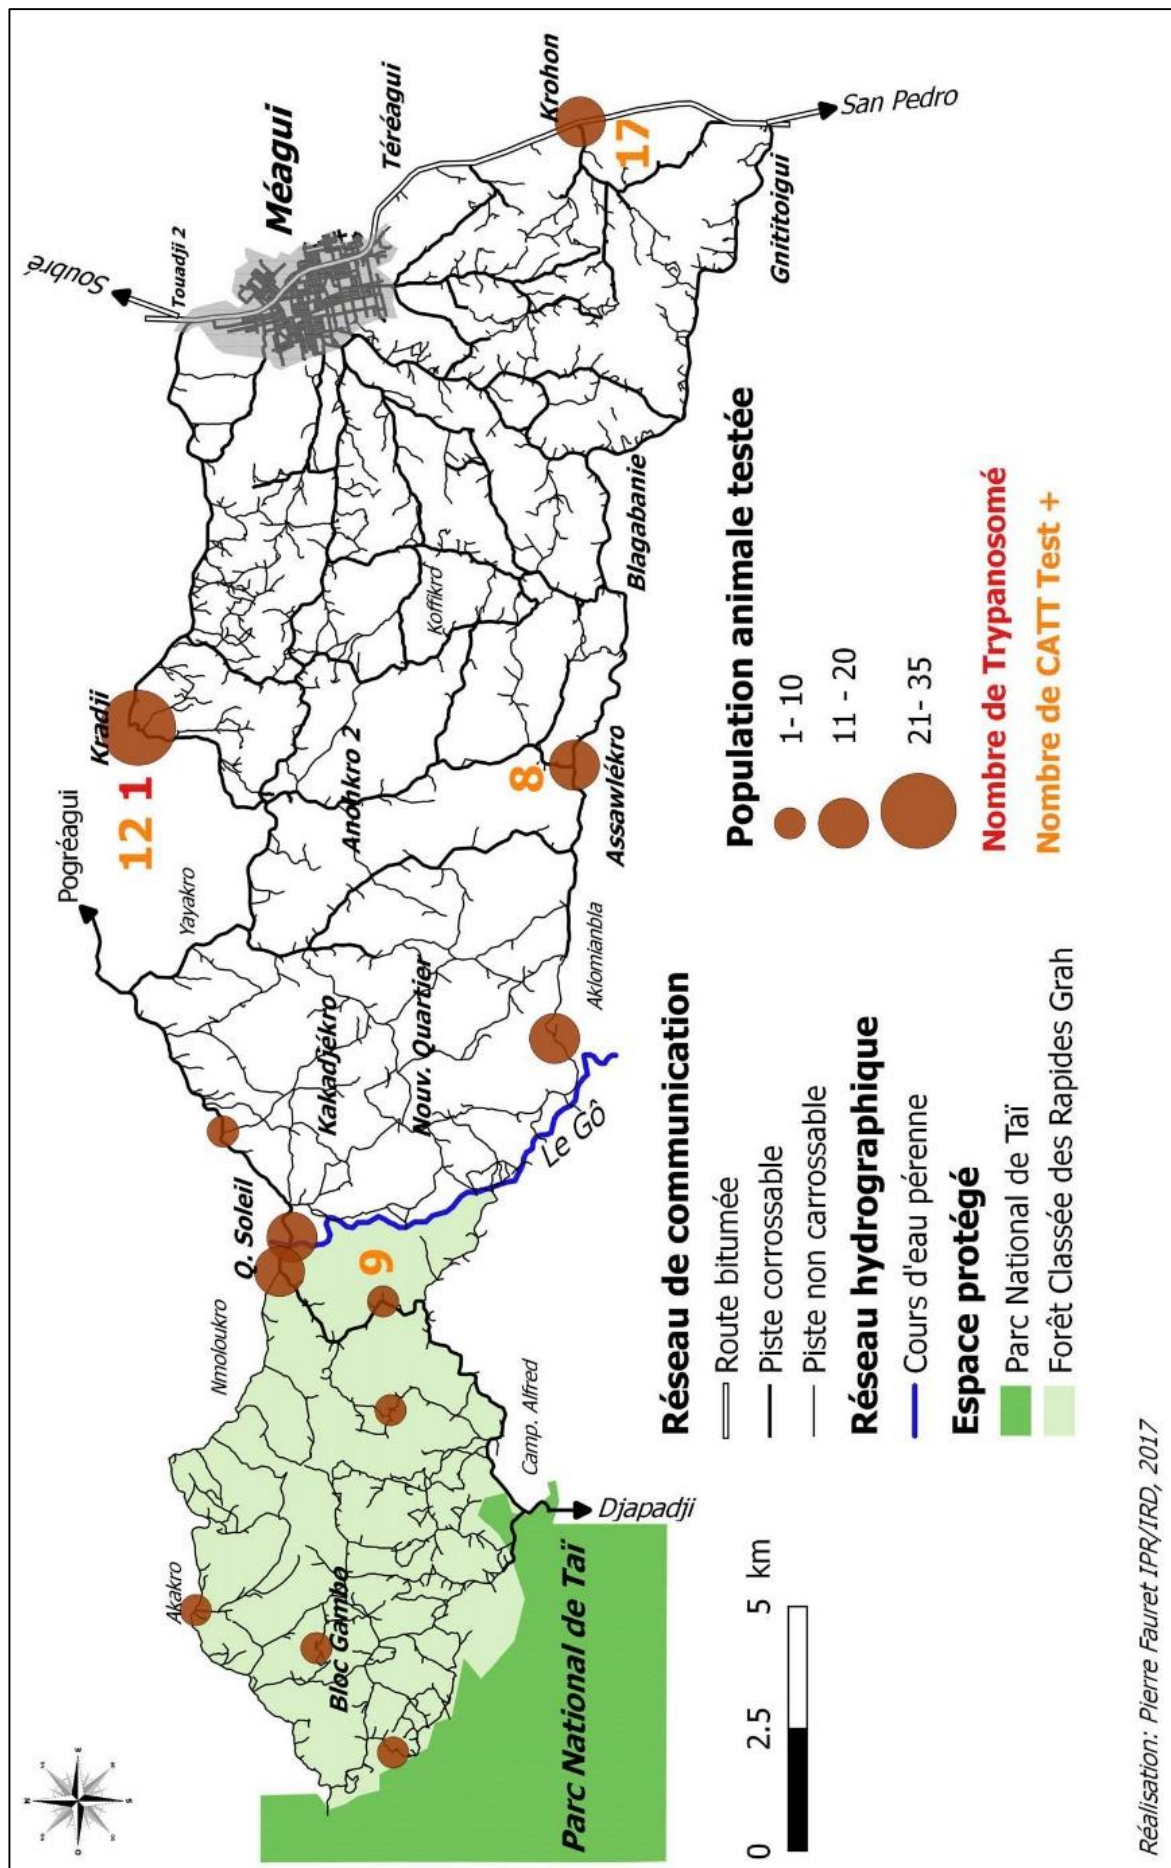 Soubré
Touadji 2
Méagui
Téréagui
Krohon
17
San Pedro
Gnititoigui
Kradji
12 1
Pogréagui
Yayakro
Anohkro 2
Koffikro
Blagabanie
8
Assawlékro
Aklomianbla
Kakadjékro
Nouv. Quartier
Le Gô
Q. Soleil
9
Nmoloukro
Camp. Alfred
Djapadji
Akakro
Bloc Gambo
Parc National de Taï
N
E
S
O
Population animale testée
1- 10
11 - 20
21- 35
Nombre de Trypanosomé
Nombre de CATT Test +
Réseau de communication
Route bitumée
Piste corrossable
Piste non carrossable
Réseau hydrographique
Cours d'eau pérenne
Espace protégé
Parc National de Taï
Forêt Classée des Rapides Grah
0 2.5 5 km
Réalisation: Pierre Fauret IPR/IRD, 2017